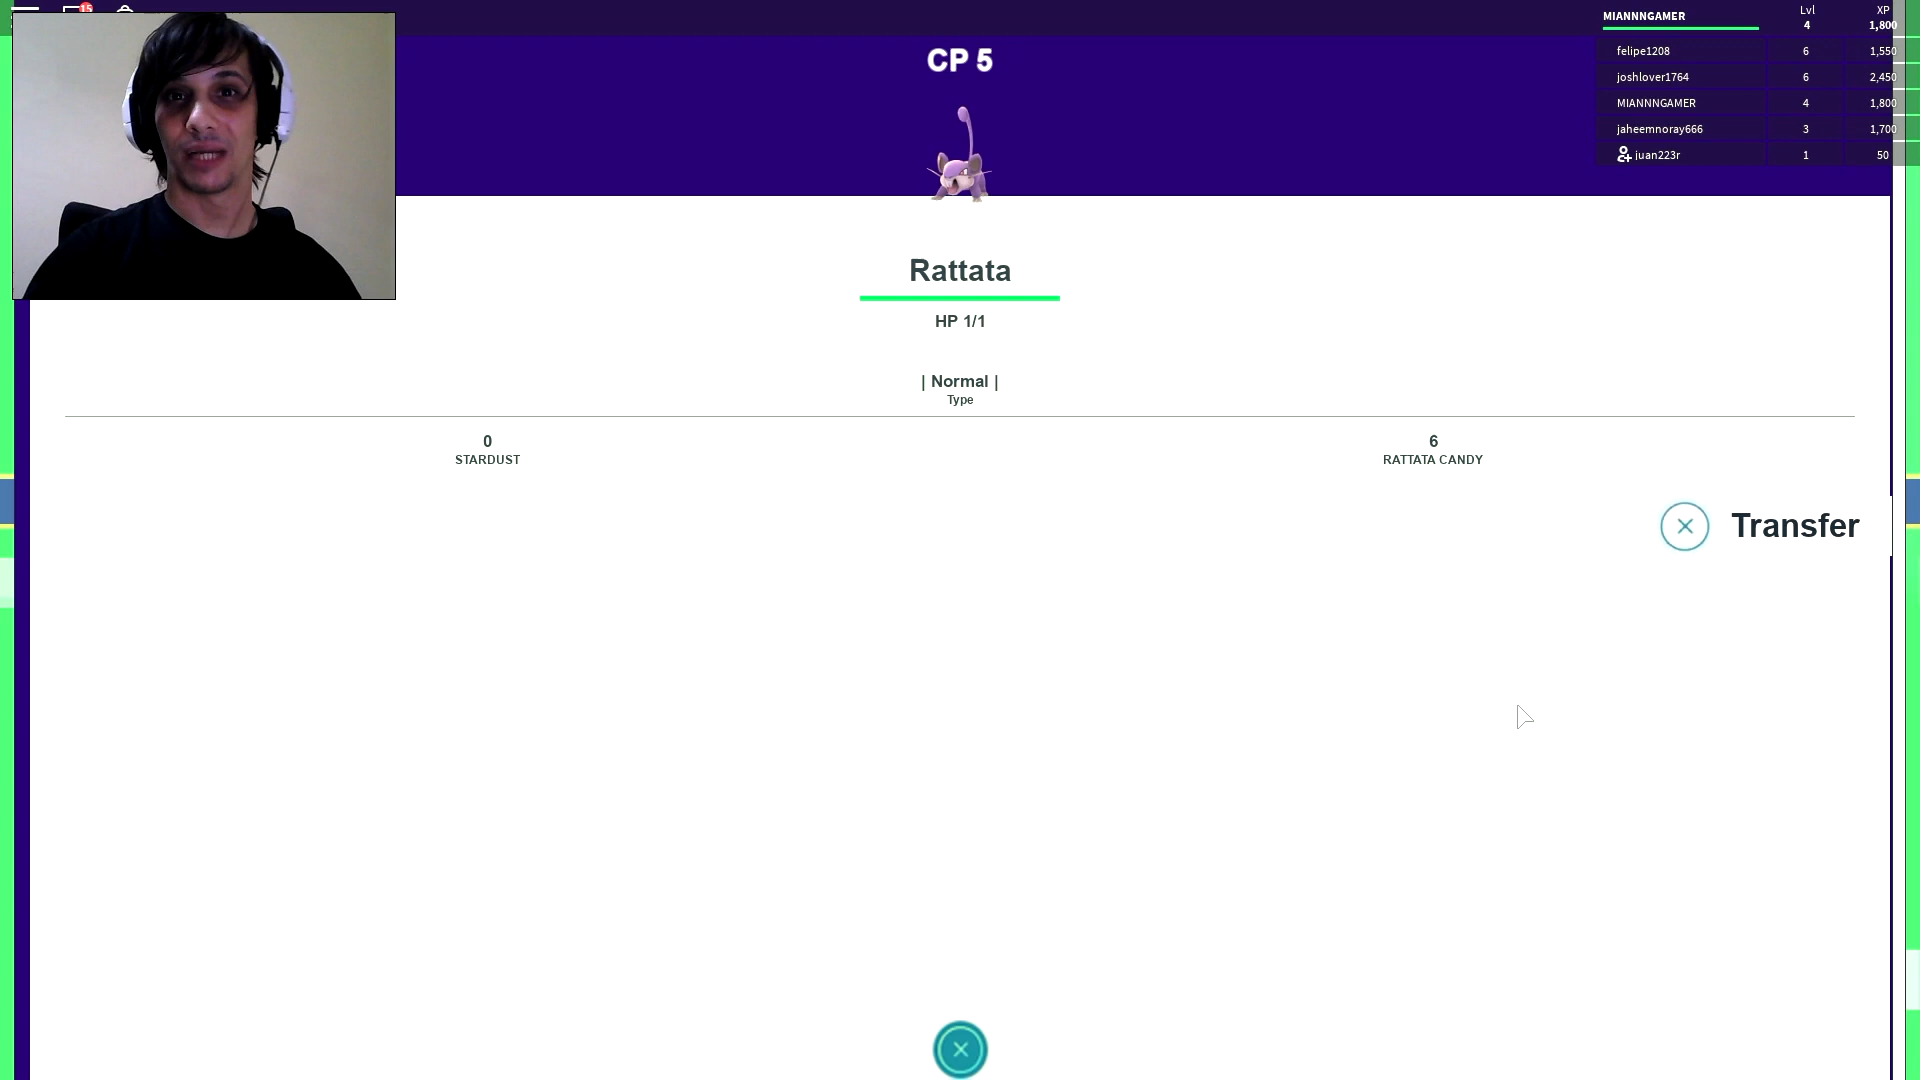 15
MIANNNGAMER Lvl 4 XP 1,800
felipe1208 6 1,550
joshlover1764 6 2,450
MIANNNGAMER 4 1,800
jaheemnoray666 3 1,700
juan223r 1 50
CP 5
Rattata
HP 1/1
| Normal |
Type
0
STARDUST
6
RATTATA CANDY
Transfer